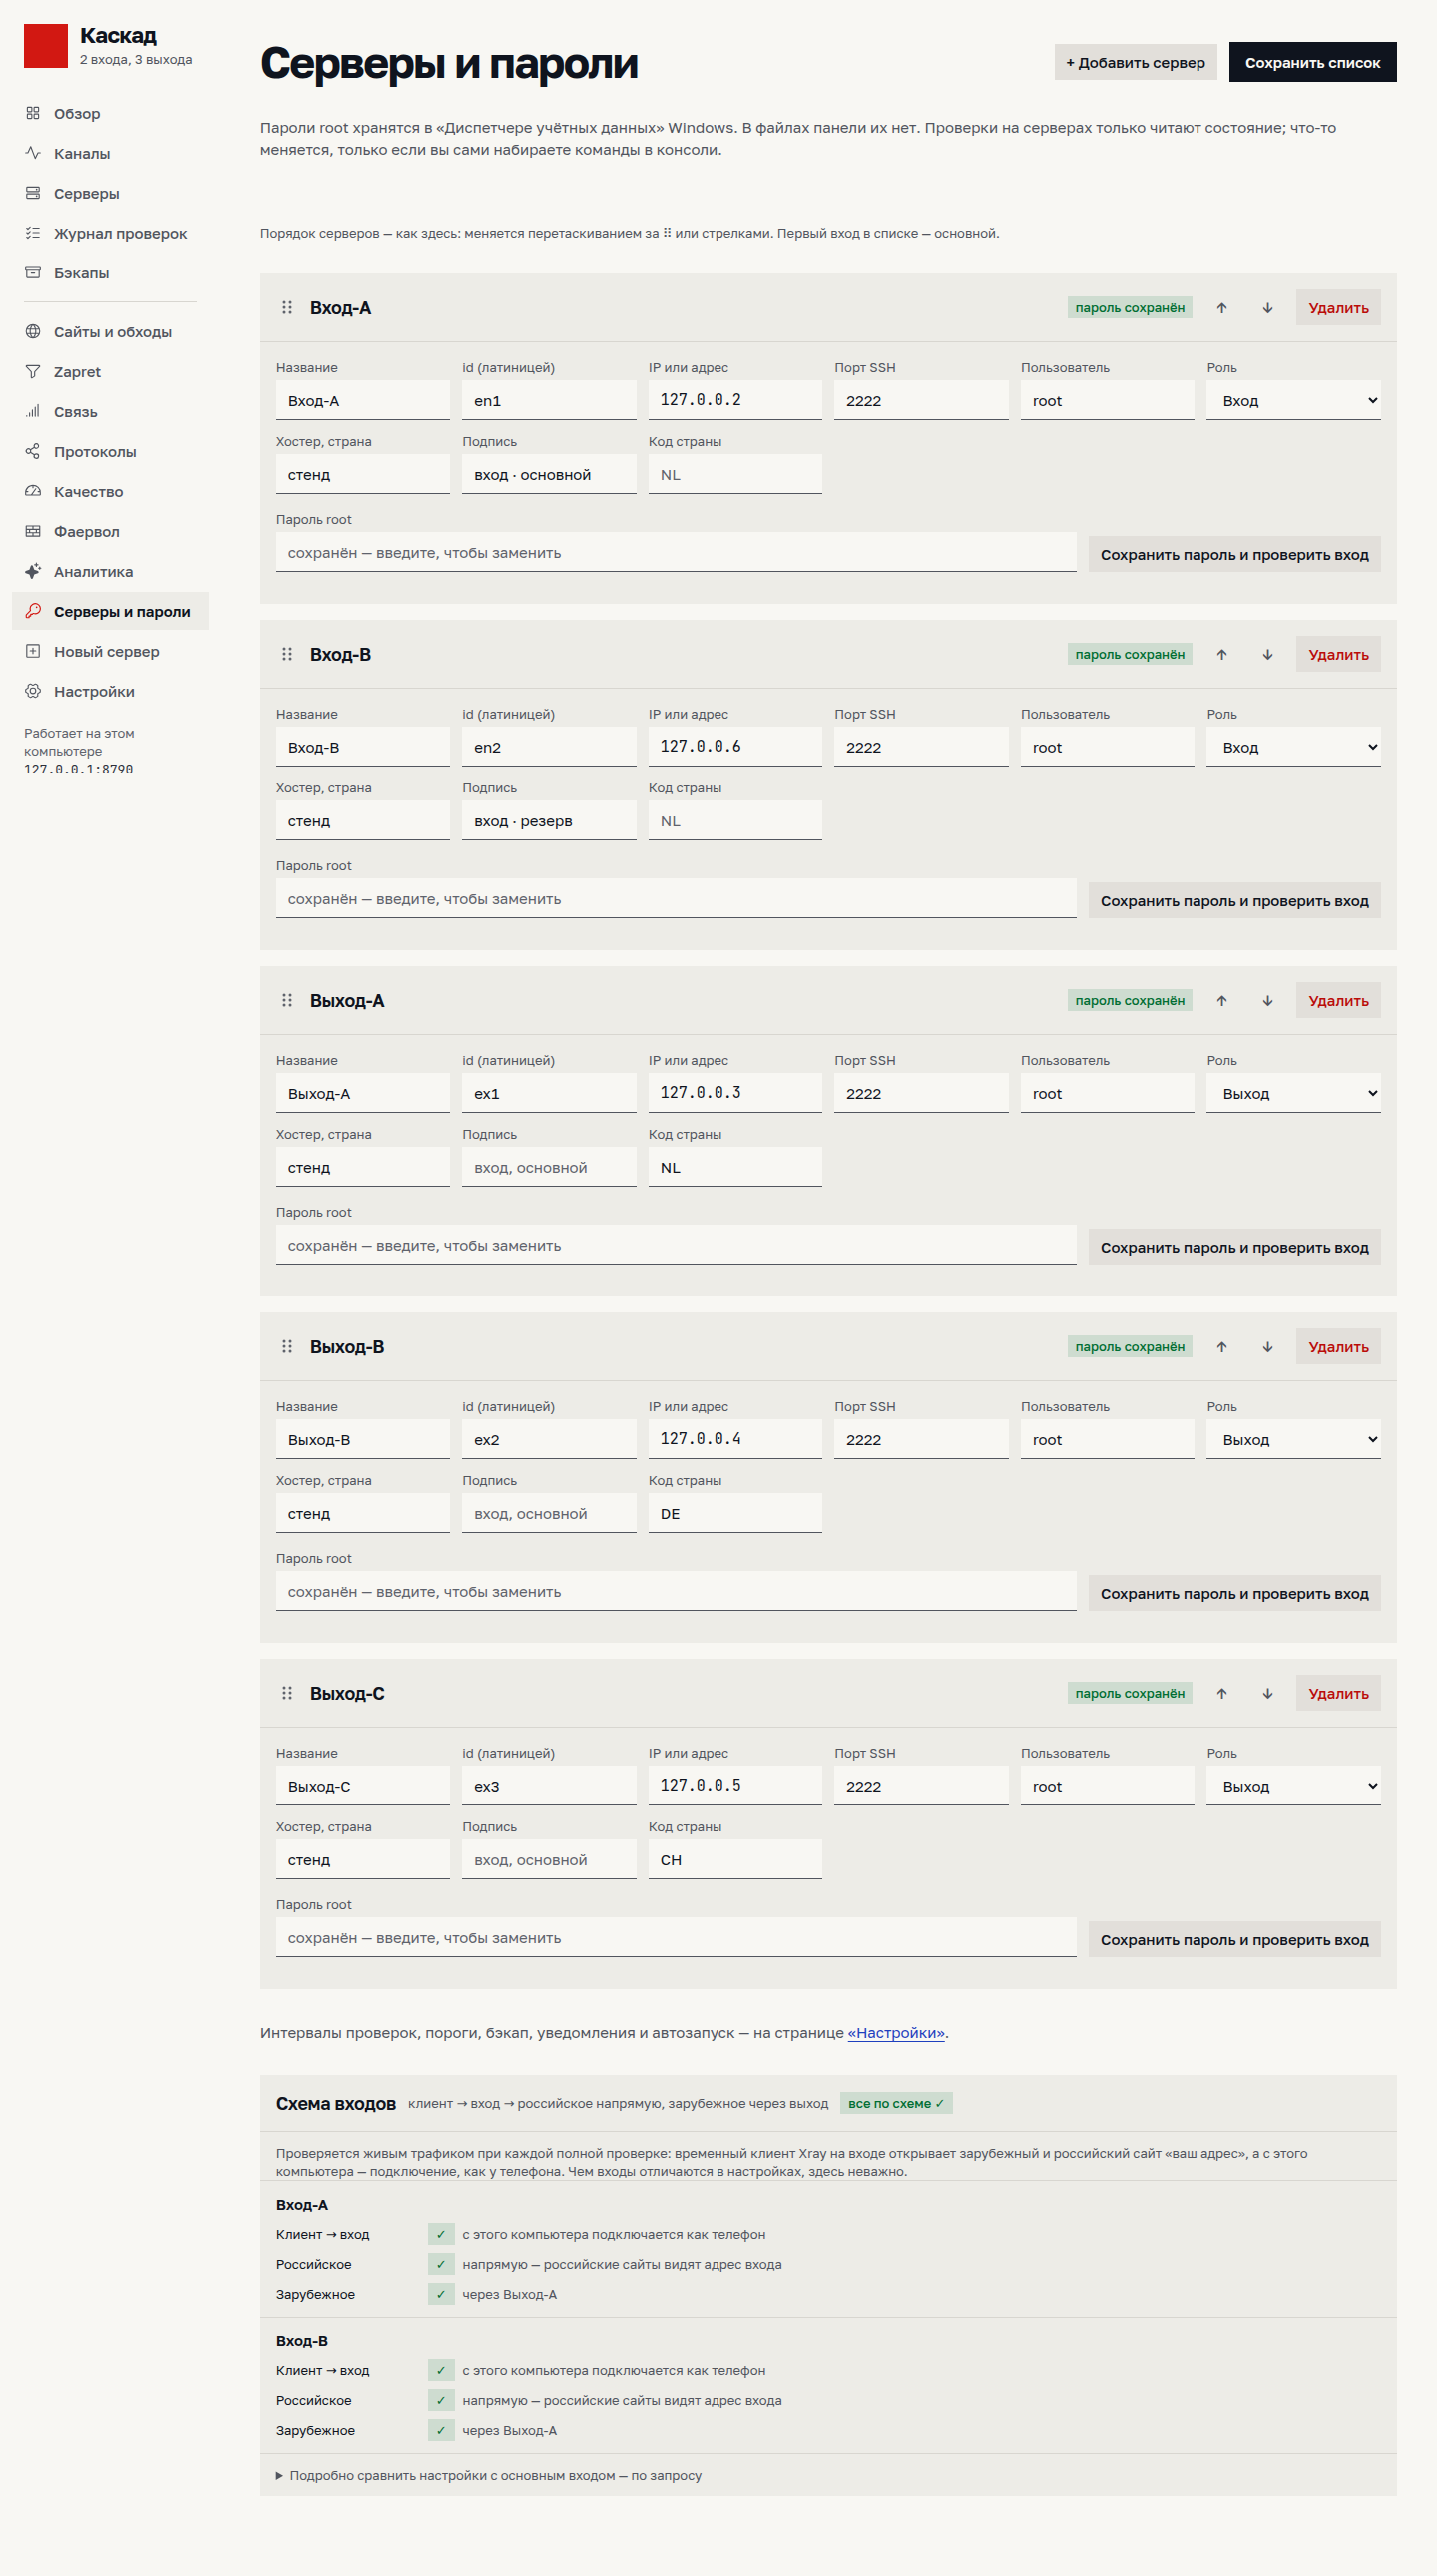 Каскад
2 входа, 3 выхода
Обзор
Каналы
Серверы
Журнал проверок
Бэкапы
Сайты и обходы
Zapret
Связь
Протоколы
Качество
Фаервол
Аналитика
Серверы и пароли
Новый сервер
Настройки
Работает на этом
компьютере
127.0.0.1:8790
Серверы и пароли
+ Добавить сервер
Сохранить список
Пароли root хранятся в «Диспетчере учётных данных» Windows. В файлах панели их нет. Проверки на серверах только читают состояние; что-то
меняется, только если вы сами набираете команды в консоли.
Порядок серверов — как здесь: меняется перетаскиванием за ⠿ или стрелками. Первый вход в списке — основной.
Вход-A
пароль сохранён ↑ ↓ Удалить
Название id (латиницей) IP или адрес Порт SSH Пользователь Роль
Вход-A en1 127.0.0.2 2222 root Вход
Хостер, страна Подпись Код страны
стенд вход · основной NL
Пароль root
сохранён — введите, чтобы заменить Сохранить пароль и проверить вход
Вход-B
пароль сохранён ↑ ↓ Удалить
Название id (латиницей) IP или адрес Порт SSH Пользователь Роль
Вход-B en2 127.0.0.6 2222 root Вход
Хостер, страна Подпись Код страны
стенд вход · резерв NL
Пароль root
сохранён — введите, чтобы заменить Сохранить пароль и проверить вход
Выход-A
пароль сохранён ↑ ↓ Удалить
Название id (латиницей) IP или адрес Порт SSH Пользователь Роль
Выход-A ex1 127.0.0.3 2222 root Выход
Хостер, страна Подпись Код страны
стенд вход, основной NL
Пароль root
сохранён — введите, чтобы заменить Сохранить пароль и проверить вход
Выход-B
пароль сохранён ↑ ↓ Удалить
Название id (латиницей) IP или адрес Порт SSH Пользователь Роль
Выход-B ex2 127.0.0.4 2222 root Выход
Хостер, страна Подпись Код страны
стенд вход, основной DE
Пароль root
сохранён — введите, чтобы заменить Сохранить пароль и проверить вход
Выход-C
пароль сохранён ↑ ↓ Удалить
Название id (латиницей) IP или адрес Порт SSH Пользователь Роль
Выход-C ex3 127.0.0.5 2222 root Выход
Хостер, страна Подпись Код страны
стенд вход, основной CH
Пароль root
сохранён — введите, чтобы заменить Сохранить пароль и проверить вход
Интервалы проверок, пороги, бэкап, уведомления и автозапуск — на странице «Настройки».
Схема входов клиент → вход → российское напрямую, зарубежное через выход все по схеме ✓
Проверяется живым трафиком при каждой полной проверке: временный клиент Xray на входе открывает зарубежный и российский сайт «ваш адрес», а с этого
компьютера — подключение, как у телефона. Чем входы отличаются в настройках, здесь неважно.
Вход-A
Клиент → вход ✓ с этого компьютера подключается как телефон
Российское ✓ напрямую — российские сайты видят адрес входа
Зарубежное ✓ через Выход-A
Вход-B
Клиент → вход ✓ с этого компьютера подключается как телефон
Российское ✓ напрямую — российские сайты видят адрес входа
Зарубежное ✓ через Выход-A
▶ Подробно сравнить настройки с основным входом — по запросу